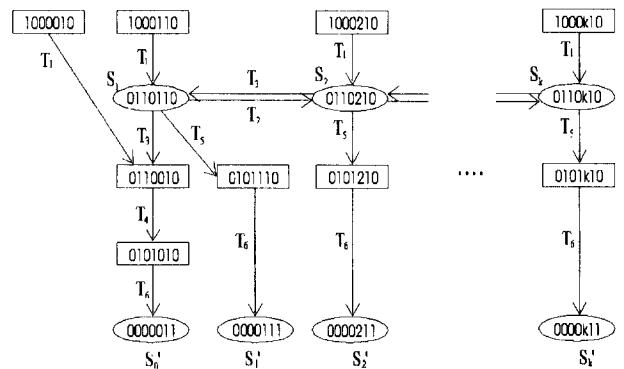 1000010 1000110 1000210 1000k10
T₁ T₁ T₁ T₁
S₁ S₂ Sₖ
T₂
0110110 0110210 0110k10
T₂
T₃ T₅ T₅ T₅
0110010 0101110 0101210 .... 0101k10
T₄
T₆ T₆ T₆
0101010
T₆
0000011 0000111 0000211 0000k11
S₀' S₁' S₂' Sₖ'